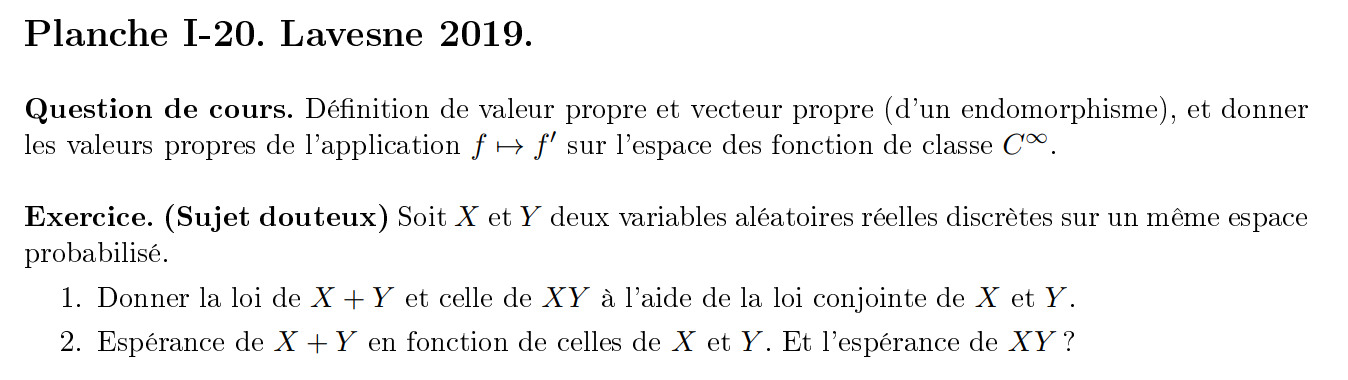 Planche I-20. Lavesne 2019.
Question de cours. Définition de valeur propre et vecteur propre (d'un endomorphisme), et donner
les valeurs propres de l'application f ↦ f′ sur l'espace des fonction de classe C^∞.
Exercice. (Sujet douteux) Soit X et Y deux variables aléatoires réelles discrètes sur un même espace
probabilisé.
1. Donner la loi de X + Y et celle de XY à l'aide de la loi conjointe de X et Y.
2. Espérance de X + Y en fonction de celles de X et Y. Et l'espérance de XY ?